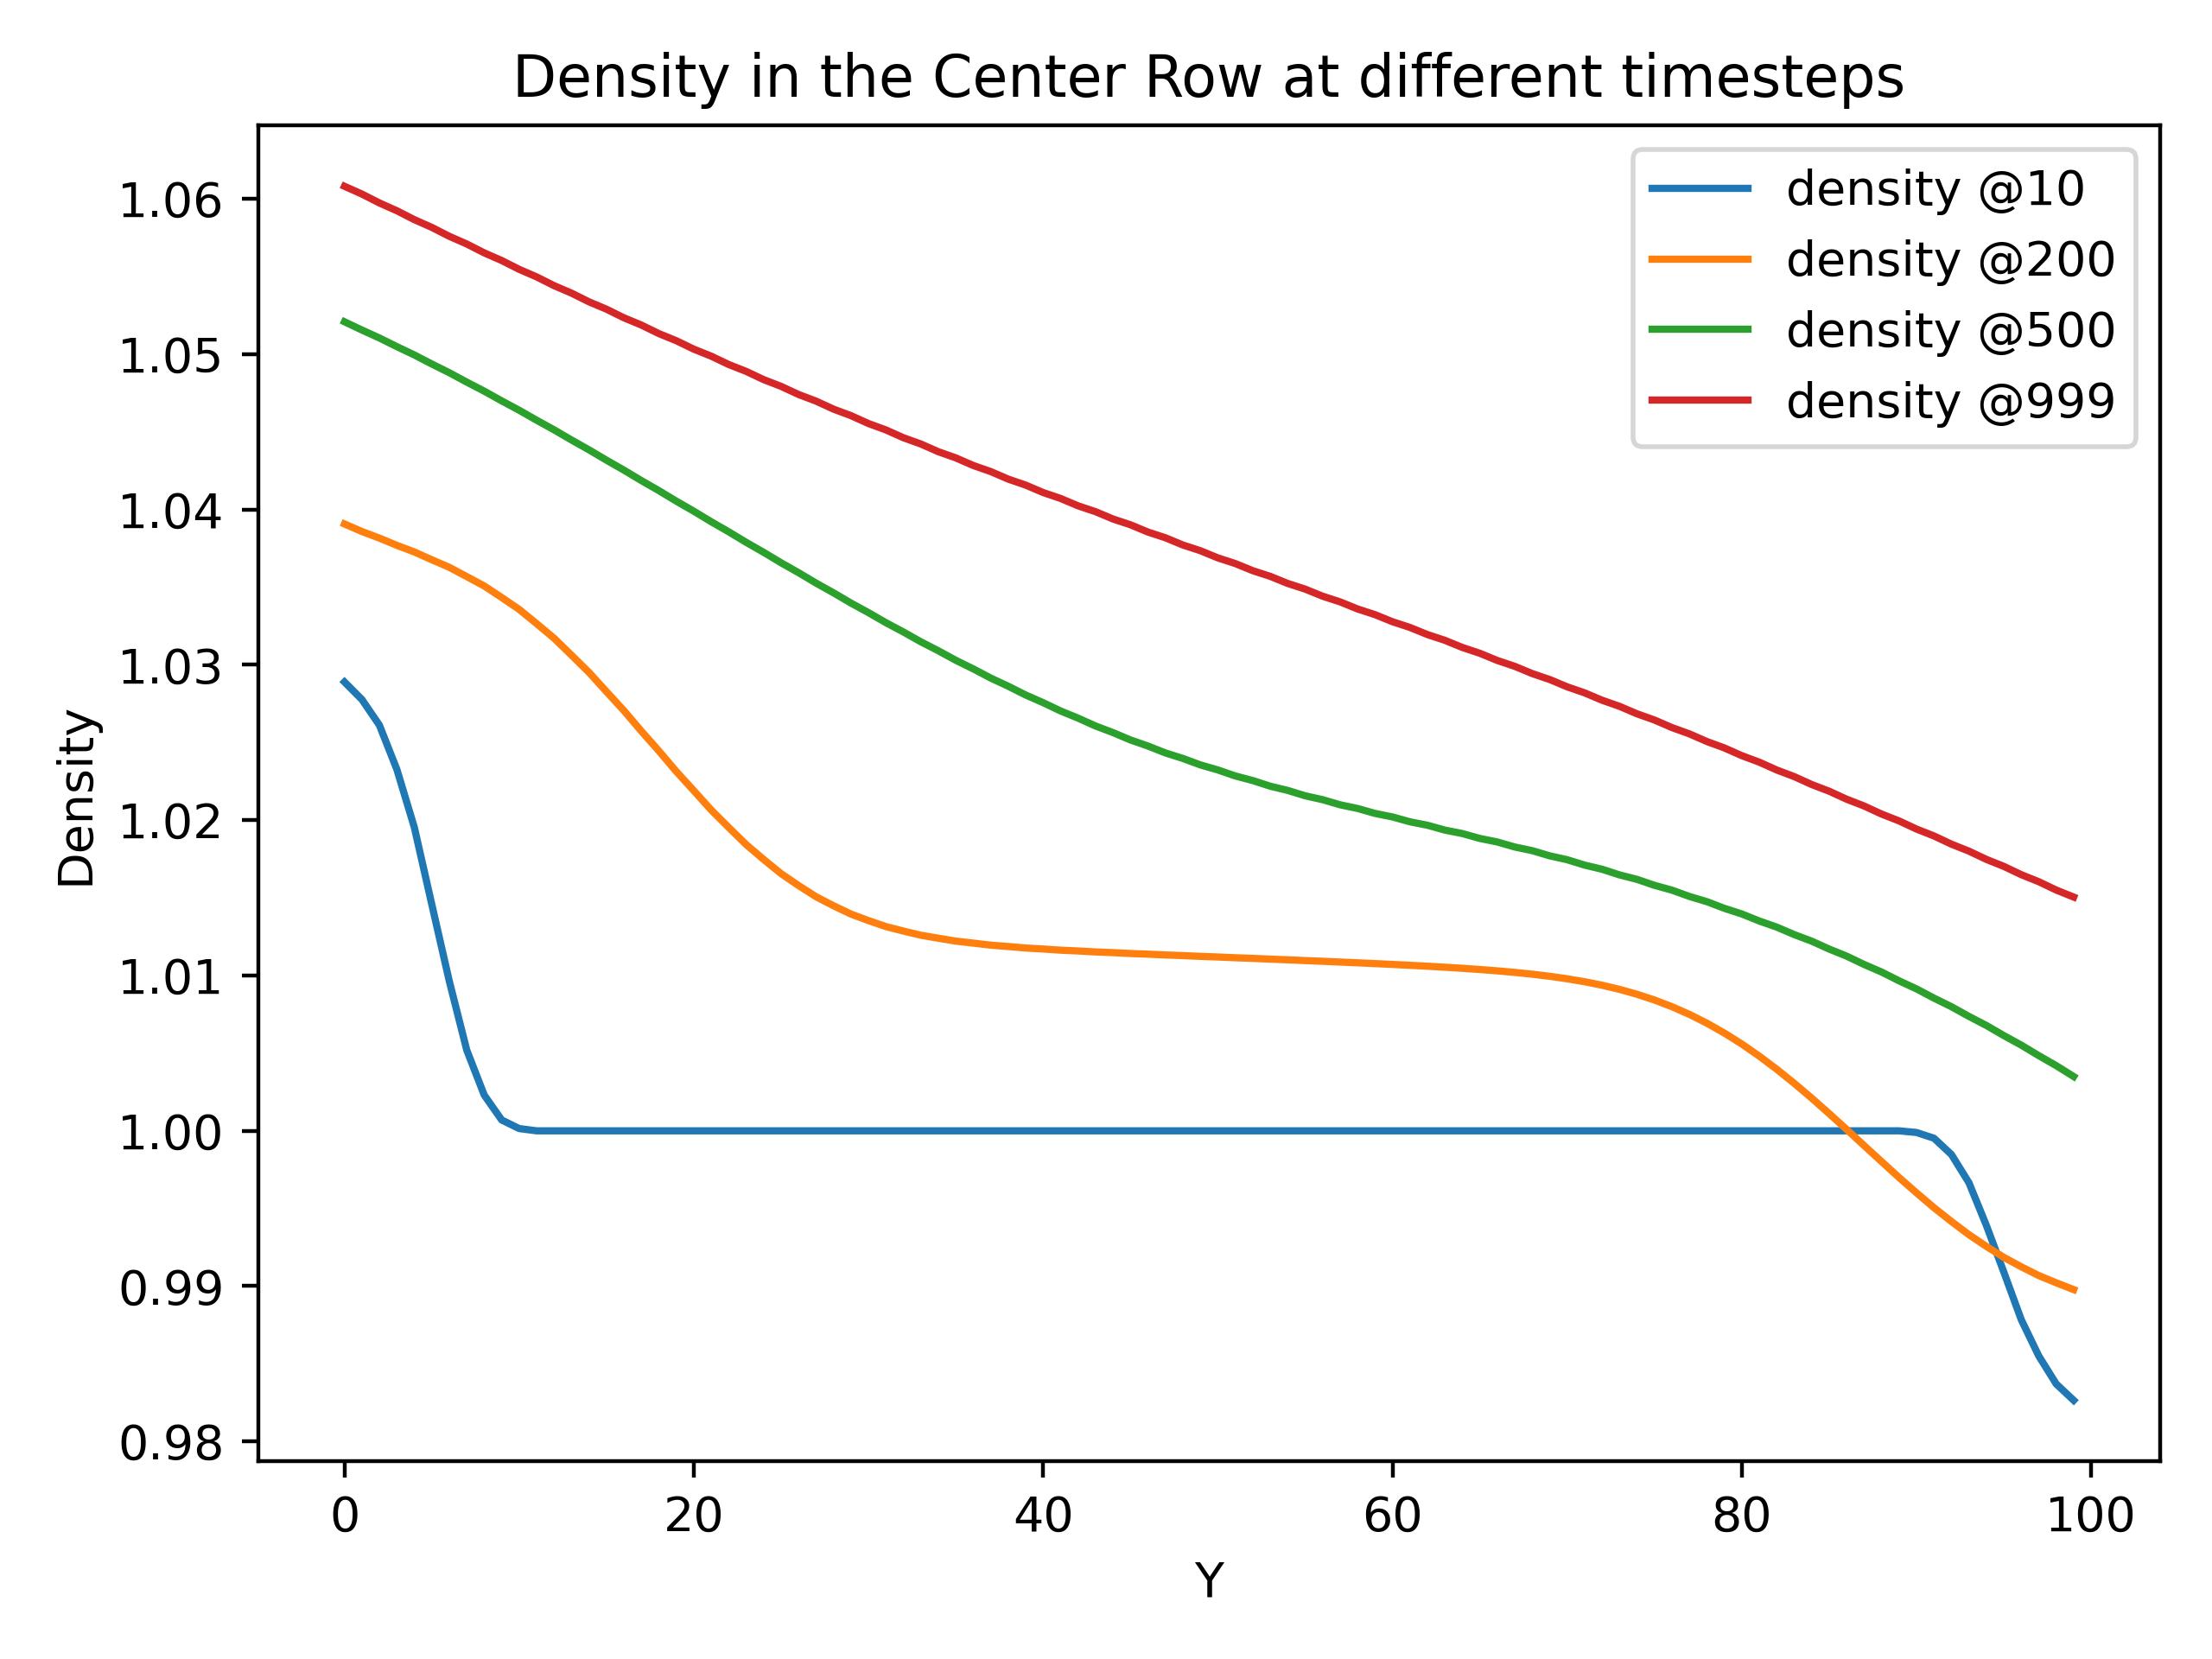 Density in the Center Row at different timesteps
density @10
density @200
density @500
density @999
Density
1.06
1.05
1.04
1.03
1.02
1.01
1.00
0.99
0.98
0 20 40 60 80 100
Y